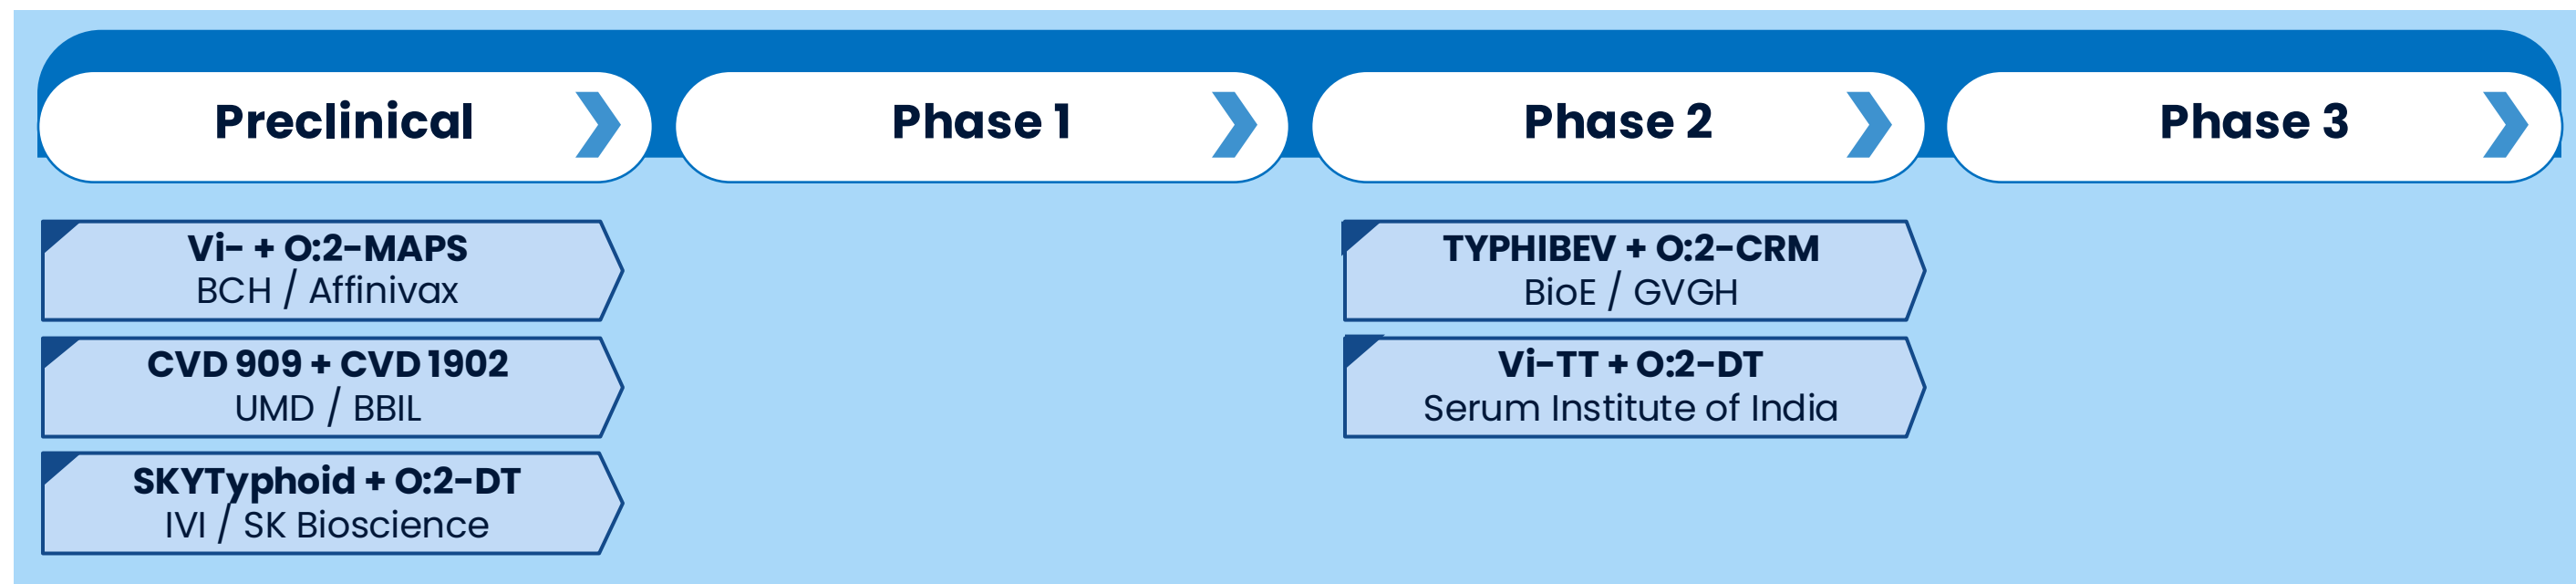 Preclinical
Phase 1
Phase 2
Phase 3
Vi- + O:2-MAPS
BCH / Affinivax
CVD 909 + CVD 1902
UMD / BBIL
SKYTyphoid + O:2-DT
IVI / SK Bioscience
TYPHIBEV + O:2-CRM
BioE / GVGH
Vi-TT + O:2-DT
Serum Institute of India